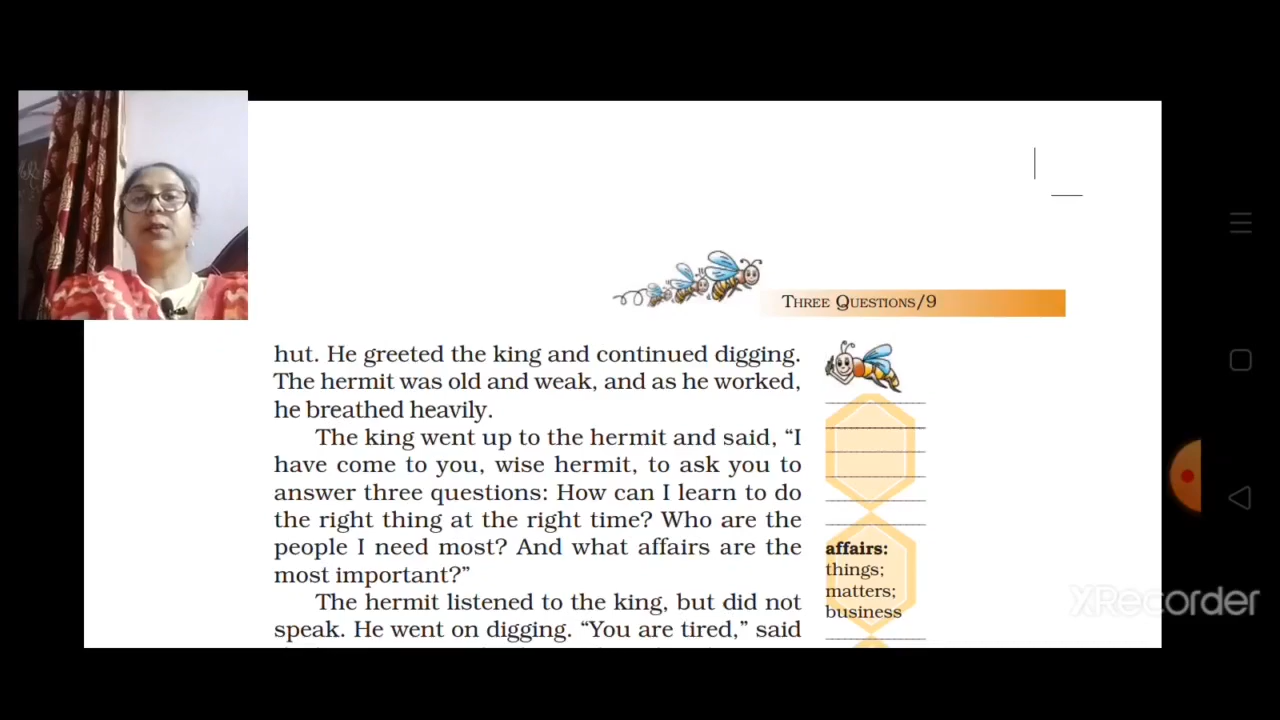 THREE QUESTIONS/9
hut. He greeted the king and continued digging.
The hermit was old and weak, and as he worked,
he breathed heavily.
The king went up to the hermit and said, “I
have come to you, wise hermit, to ask you to
answer three questions: How can I learn to do
the right thing at the right time? Who are the
people I need most? And what affairs are the
most important?”
The hermit listened to the king, but did not
speak. He went on digging. “You are tired,” said
affairs:
things;
matters;
business
XRecorder